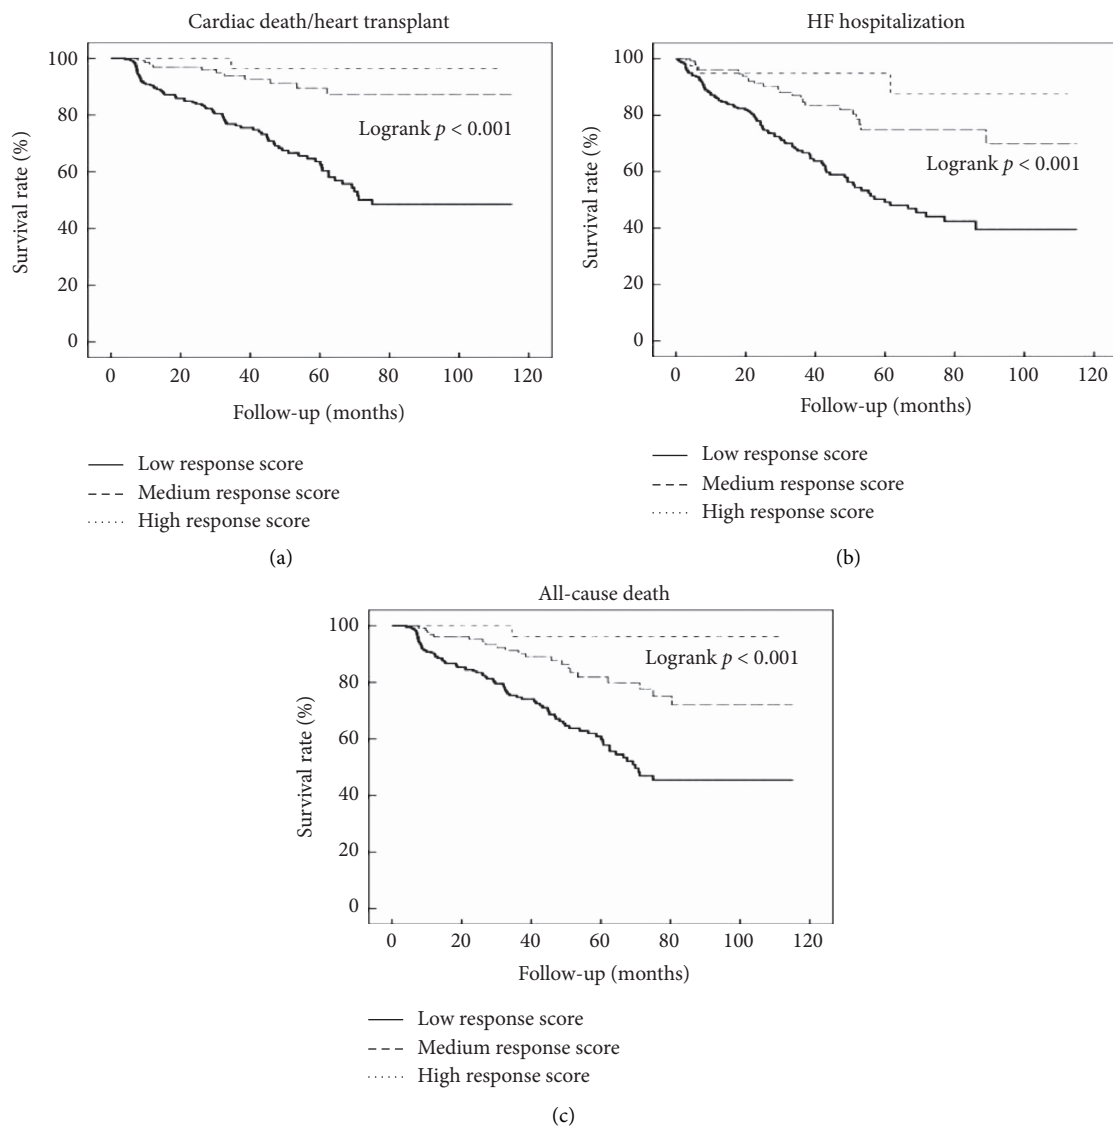 Cardiac death/heart transplant
100
80
60
40
20
0
Survival rate (%)
Logrank p < 0.001
0 20 40 60 80 100 120
Follow-up (months)
Low response score
Medium response score
High response score
(a)
HF hospitalization
100
80
60
40
20
0
Survival rate (%)
Logrank p < 0.001
0 20 40 60 80 100 120
Follow-up (months)
Low response score
Medium response score
High response score
(b)
All-cause death
100
80
60
40
20
0
Survival rate (%)
Logrank p < 0.001
0 20 40 60 80 100 120
Follow-up (months)
Low response score
Medium response score
High response score
(c)